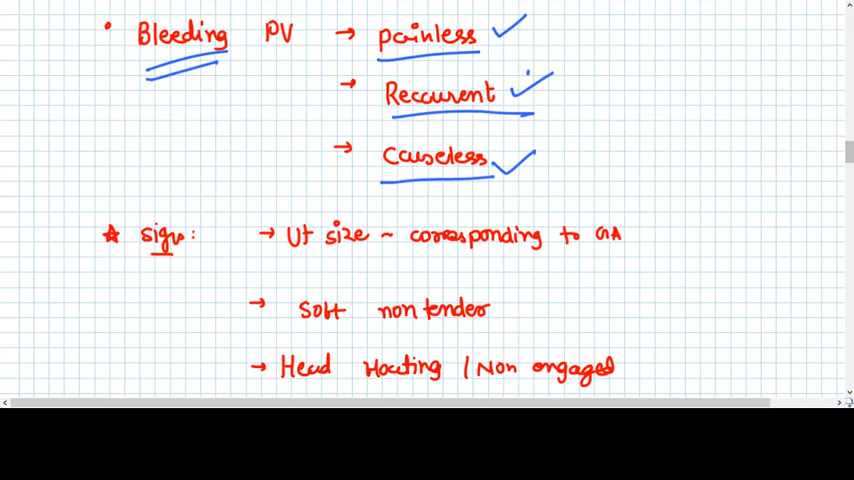 • Bleeding PV → painless
→ Reccurent
→ causeless
★ sign: → Ut size ~ corresponding to GA
→ Soft non tender
→ Head floating / Non engaged